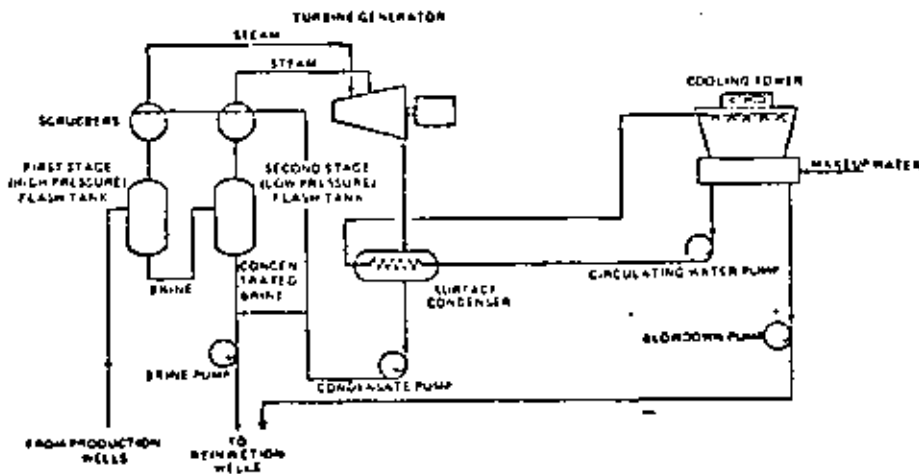 TURBINE GENERATOR
STEAM
STEAM
COOLING TOWER
SCRUBBERS
FIRST STAGE
(HIGH PRESSURE)
FLASH TANK
SECOND STAGE
(LOW PRESSURE)
FLASH TANK
MAKEUP WATER
BRINE
CONCEN
TRATED
BRINE
SURFACE
CONDENSER
CIRCULATING WATER PUMP
BLOWDOWN PUMP
BRINE PUMP
CONDENSATE PUMP
FROM PRODUCTION
WELLS
TO
REINJECTION
WELLS